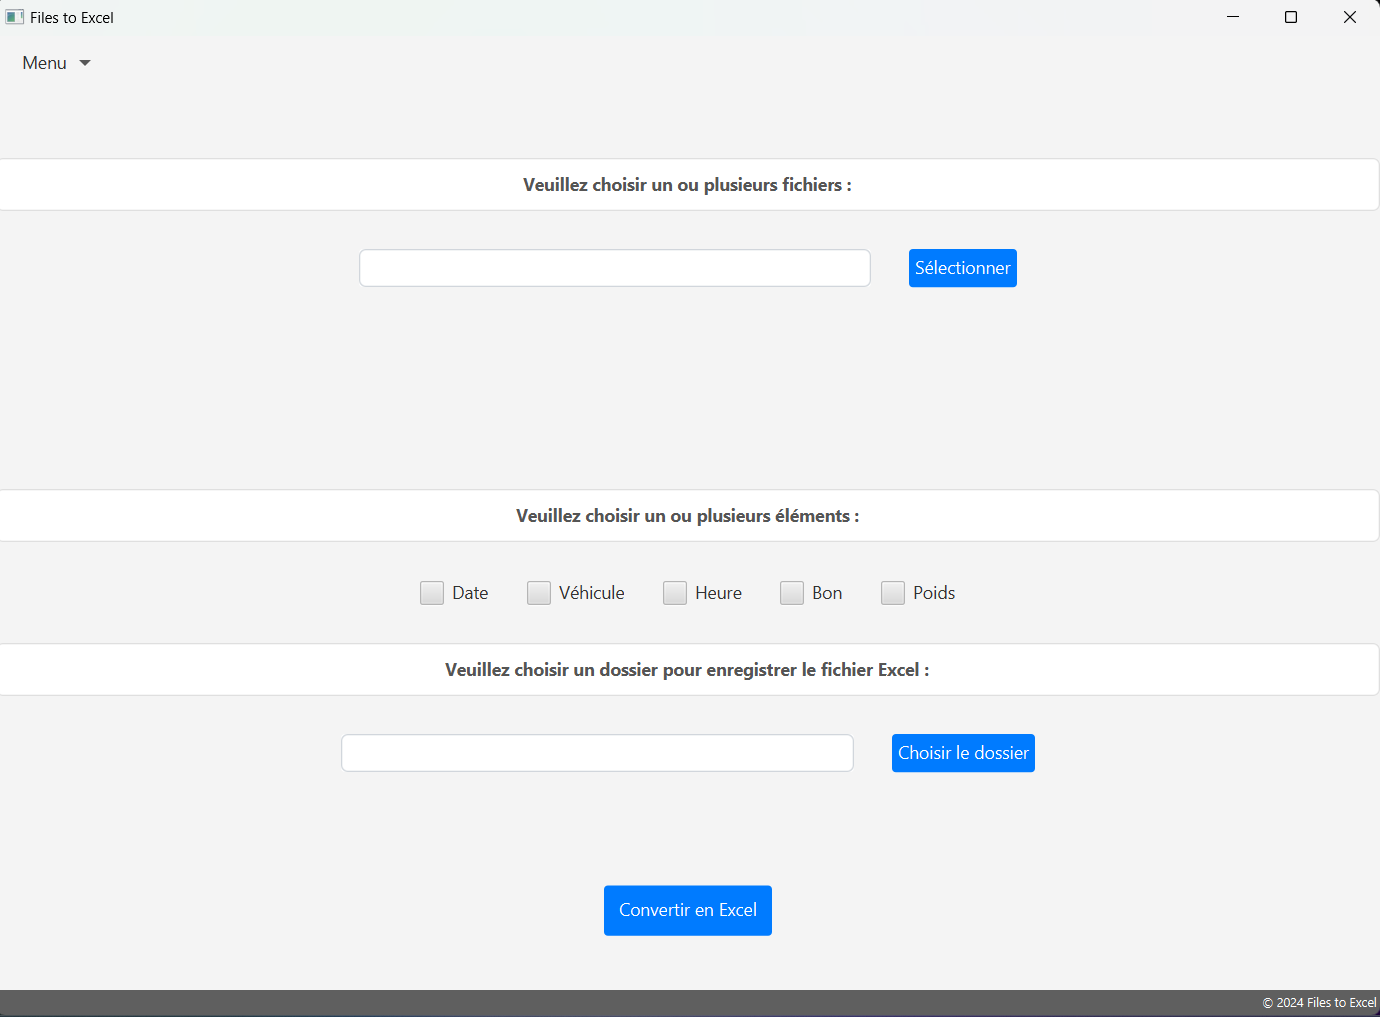 Files to Excel
Menu
Veuillez choisir un ou plusieurs fichiers :
Sélectionner
Veuillez choisir un ou plusieurs éléments :
Date Véhicule Heure Bon Poids
Veuillez choisir un dossier pour enregistrer le fichier Excel :
Choisir le dossier
Convertir en Excel
© 2024 Files to Excel